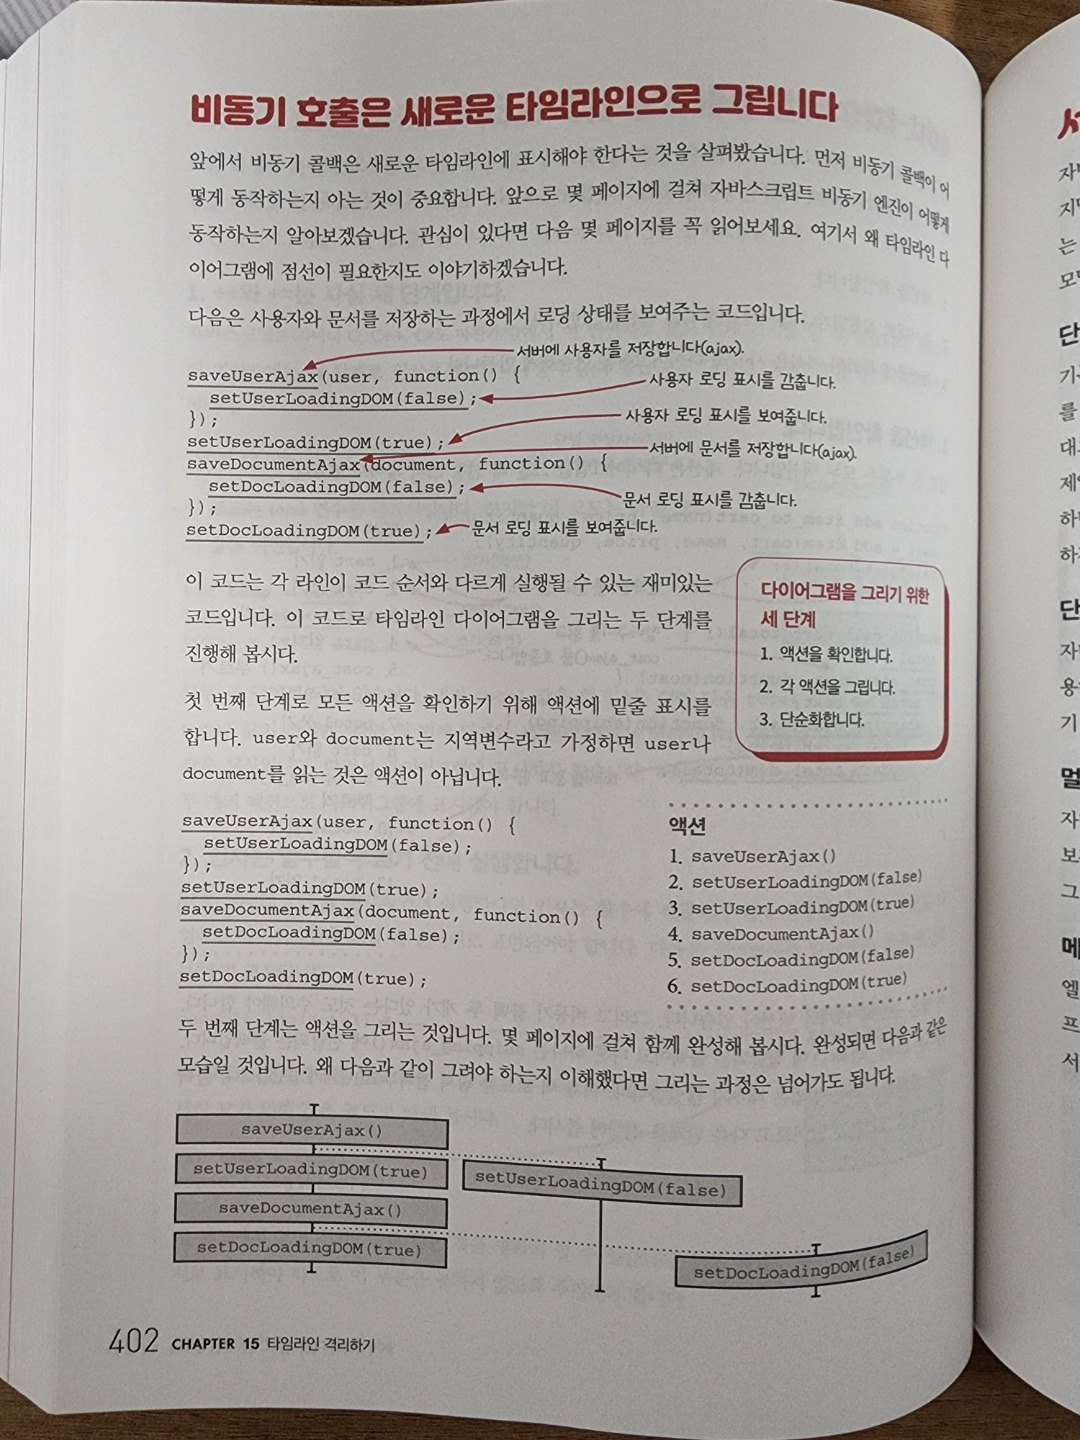 비동기 호출은 새로운 타임라인으로 그립니다
앞에서 비동기 콜백은 새로운 타임라인에 표시해야 한다는 것을 살펴봤습니다. 먼저 비동기 콜백이 어
떻게 동작하는지 아는 것이 중요합니다. 앞으로 몇 페이지에 걸쳐 자바스크립트 비동기 엔진이 어떻게
동작하는지 알아보겠습니다. 관심이 있다면 다음 몇 페이지를 꼭 읽어보세요. 여기서 왜 타임라인 다
이어그램에 점선이 필요한지도 이야기하겠습니다.
다음은 사용자와 문서를 저장하는 과정에서 로딩 상태를 보여주는 코드입니다.
서버에 사용자를 저장합니다(ajax).
saveUserAjax(user, function() {
사용자 로딩 표시를 감춥니다.
setUserLoadingDOM(false);
});
사용자 로딩 표시를 보여줍니다.
setUserLoadingDOM(true);
서버에 문서를 저장합니다(ajax).
saveDocumentAjax(document, function() {
setDocLoadingDOM(false);
문서 로딩 표시를 감춥니다.
});
setDocLoadingDOM(true);
문서 로딩 표시를 보여줍니다.
이 코드는 각 라인이 코드 순서와 다르게 실행될 수 있는 재미있는
코드입니다. 이 코드로 타임라인 다이어그램을 그리는 두 단계를
진행해 봅시다.
첫 번째 단계로 모든 액션을 확인하기 위해 액션에 밑줄 표시를
합니다. user와 document는 지역변수라고 가정하면 user나
document를 읽는 것은 액션이 아닙니다.
다이어그램을 그리기 위한
세 단계
1. 액션을 확인합니다.
2. 각 액션을 그립니다.
3. 단순화합니다.
saveUserAjax(user, function() {
setUserLoadingDOM(false);
});
setUserLoadingDOM(true);
saveDocumentAjax(document, function() {
setDocLoadingDOM(false);
});
setDocLoadingDOM(true);
액션
1. saveUserAjax()
2. setUserLoadingDOM(false)
3. setUserLoadingDOM(true)
4. saveDocumentAjax()
5. setDocLoadingDOM(false)
6. setDocLoadingDOM(true)
두 번째 단계는 액션을 그리는 것입니다. 몇 페이지에 걸쳐 함께 완성해 봅시다. 완성되면 다음과 같은
모습일 것입니다. 왜 다음과 같이 그려야 하는지 이해했다면 그리는 과정은 넘어가도 됩니다.
saveUserAjax()
setUserLoadingDOM(true)
setUserLoadingDOM(false)
saveDocumentAjax()
setDocLoadingDOM(true)
setDocLoadingDOM(false)
402 CHAPTER 15 타임라인 격리하기